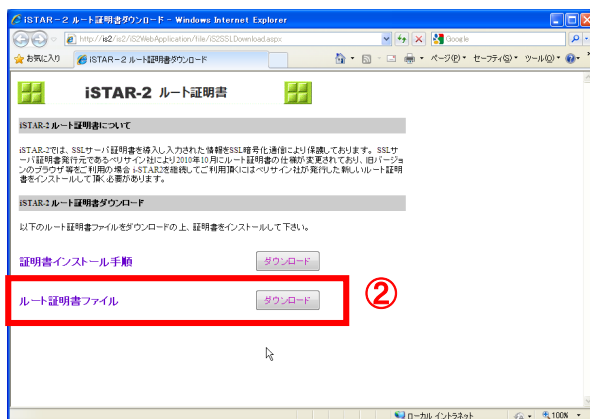 iSTAR-2 ルート証明書ダウンロード - Windows Internet Explorer
http://is2/is2/iS2WebApplication/file/iS2SSLDownload.aspx
Google
お気に入り
iSTAR-2 ルート証明書ダウンロード
ページ(P) セーフティ(S) ツール(O)
iSTAR-2 ルート証明書
iSTAR-2 ルート証明書について
iSTAR-2では、SSLサーバ証明書を導入し入力された情報をSSL暗号化通信により保護しております。SSLサ
ーバ証明書発行元であるベリサイン社により2010年10月にルート証明書の仕様が変更されており、旧バージョ
ンのブラウザ等をご利用の場合 i-STAR2を継続してご利用頂くにはベリサイン社が発行した新しいルート証明
書をインストールして頂く必要があります。
iSTAR-2 ルート証明書ダウンロード
以下のルート証明書ファイルをダウンロードの上、証明書をインストールして下さい。
証明書インストール手順 ダウンロード
ルート証明書ファイル ダウンロード
②
ローカル イントラネット 100%